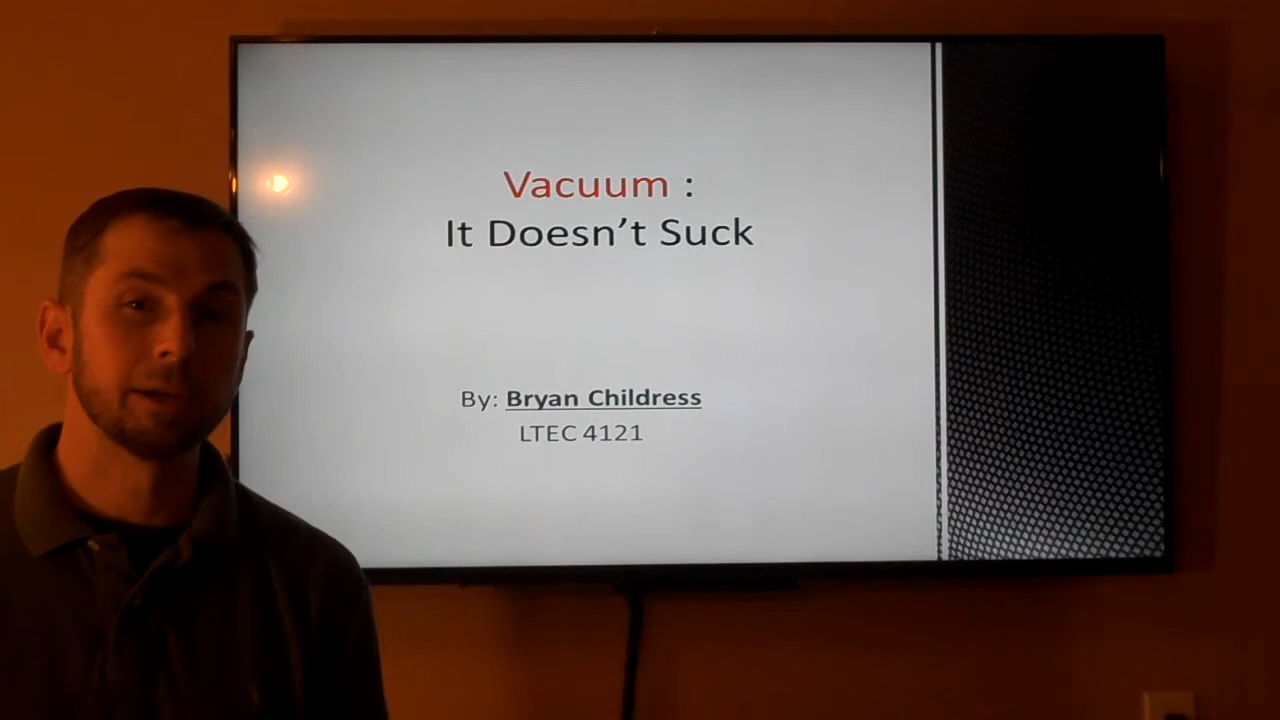 Vacuum :
It Doesn't Suck
By: Bryan Childress
LTEC 4121